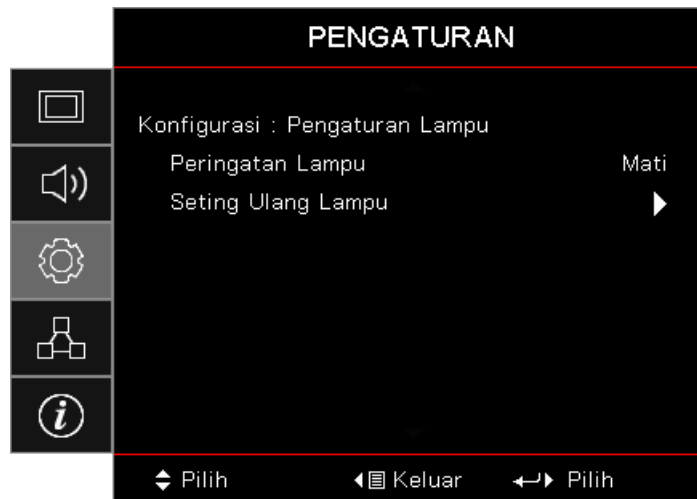 PENGATURAN
Konfigurasi : Pengaturan Lampu
Peringatan Lampu Mati
Seting Ulang Lampu
Pilih Keluar Pilih